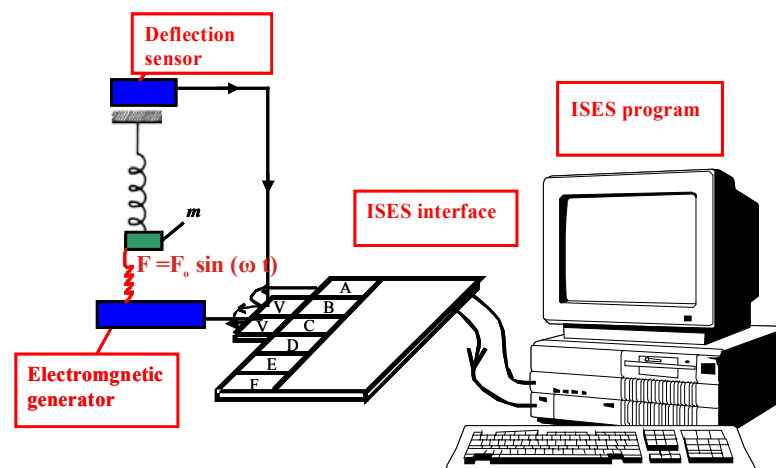 Deflection
sensor
ISES program
m
ISES interface
F =Fₒ sin (ω t)
A
V
B
V
C
D
E
F
Electromgnetic
generator